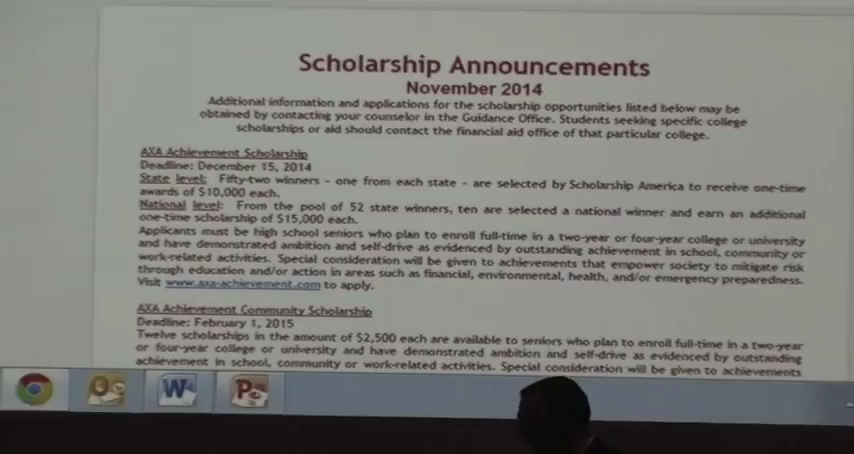 Scholarship Announcements
November 2014
Additional information and applications for the scholarship opportunities listed below may be
obtained by contacting your counselor in the Guidance Office. Students seeking specific college
scholarships or aid should contact the financial aid office of that particular college.
AXA Achievement Scholarship
Deadline: December 15, 2014
State level: Fifty-two winners - one from each state - are selected by Scholarship America to receive one-time
awards of $10,000 each.
National level: From the pool of 52 state winners, ten are selected a national winner and earn an additional
one-time scholarship of $15,000 each.
Applicants must be high school seniors who plan to enroll full-time in a two-year or four-year college or university
and have demonstrated ambition and self-drive as evidenced by outstanding achievement in school, community or
work-related activities. Special consideration will be given to achievements that empower society to mitigate risk
through education and/or action in areas such as financial, environmental, health, and/or emergency preparedness.
Visit www.axa-achievement.com to apply.
AXA Achievement Community Scholarship
Deadline: February 1, 2015
Twelve scholarships in the amount of $2,500 each are available to seniors who plan to enroll full-time in a two-year
or four-year college or university and have demonstrated ambition and self-drive as evidenced by outstanding
achievement in school, community or work-related activities. Special consideration will be given to achievements